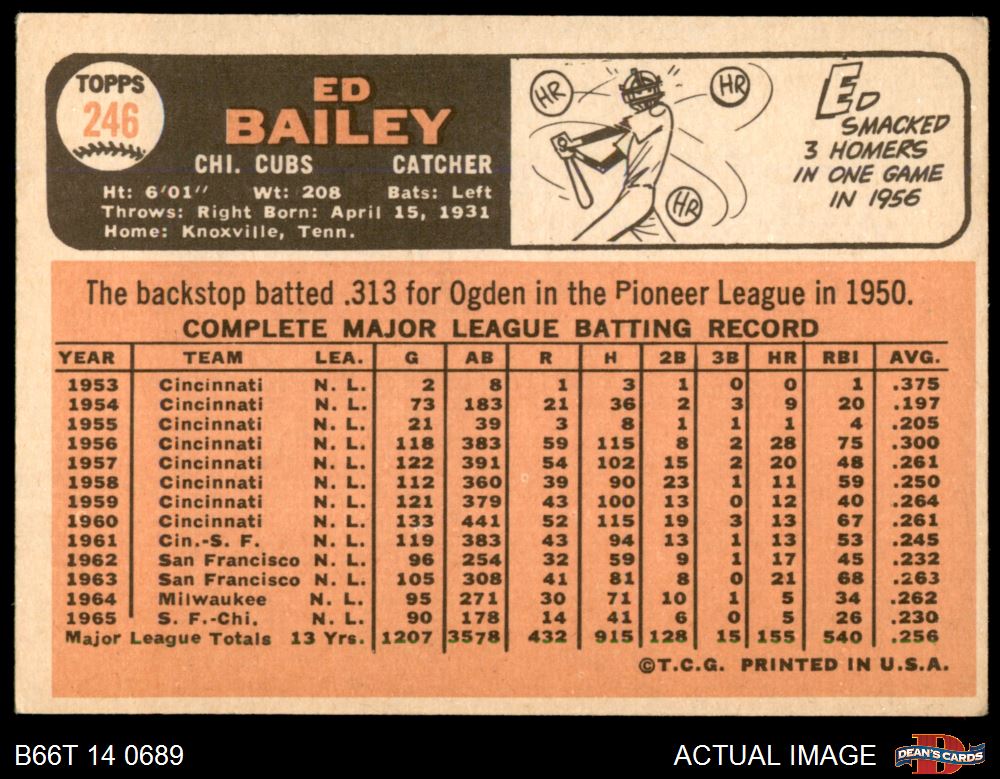 TOPPS
246
ED
BAILEY
CHI. CUBS CATCHER
Ht: 6'01" Wt: 208 Bats: Left
Throws: Right Born: April 15, 1931
Home: Knoxville, Tenn.
HR
HR
HR
ED
SMACKED
3 HOMERS
IN ONE GAME
IN 1956
The backstop batted .313 for Ogden in the Pioneer League in 1950.
COMPLETE MAJOR LEAGUE BATTING RECORD
YEAR TEAM LEA. G AB R H 2B 3B HR RBI AVG.
1953 Cincinnati N. L. 2 8 1 3 1 0 0 1 .375
1954 Cincinnati N. L. 73 183 21 36 2 3 9 20 .197
1955 Cincinnati N. L. 21 39 3 8 1 1 1 4 .205
1956 Cincinnati N. L. 118 383 59 115 8 2 28 75 .300
1957 Cincinnati N. L. 122 391 54 102 15 2 20 48 .261
1958 Cincinnati N. L. 112 360 39 90 23 1 11 59 .250
1959 Cincinnati N. L. 121 379 43 100 13 0 12 40 .264
1960 Cincinnati N. L. 133 441 52 115 19 3 13 67 .261
1961 Cin.-S. F. N. L. 119 383 43 94 13 1 13 53 .245
1962 San Francisco N. L. 96 254 32 59 9 1 17 45 .232
1963 San Francisco N. L. 105 308 41 81 8 0 21 68 .263
1964 Milwaukee N. L. 95 271 30 71 10 1 5 34 .262
1965 S. F.-Chi. N. L. 90 178 14 41 6 0 5 26 .230
Major League Totals 13 Yrs. 1207 3578 432 915 128 15 155 540 .256
©T.C.G. PRINTED IN U.S.A.
B66T 14 0689 ACTUAL IMAGE
D
DEAN'S CARDS